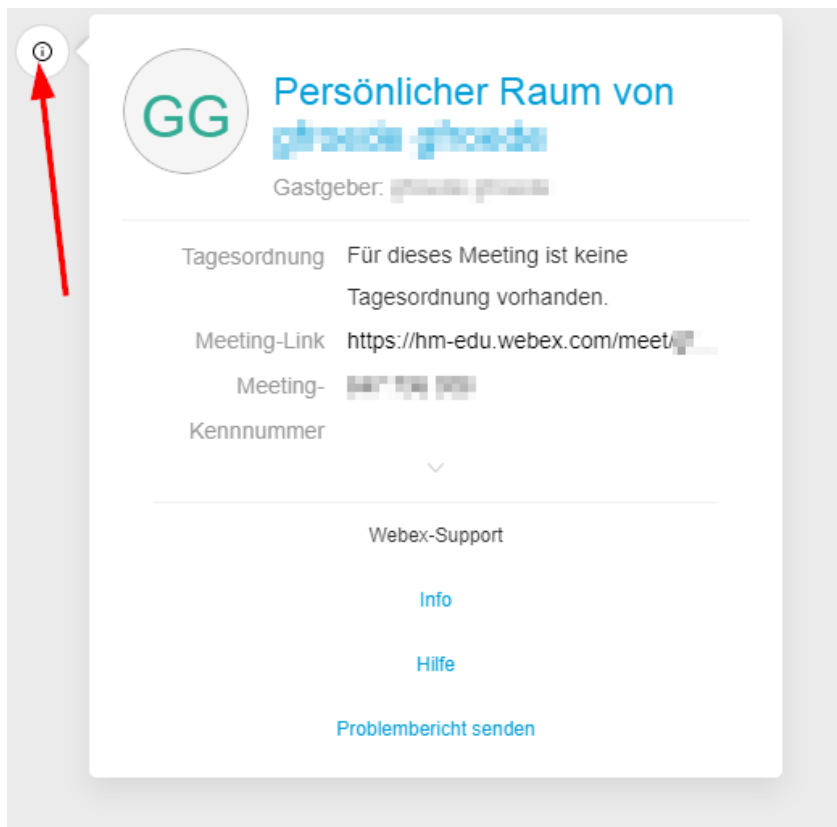 GG
Persönlicher Raum von
Gastgeber:
Tagesordnung Für dieses Meeting ist keine
Tagesordnung vorhanden.
Meeting-Link https://hm-edu.webex.com/meet/
Meeting-
Kennnummer
Webex-Support
Info
Hilfe
Problembericht senden